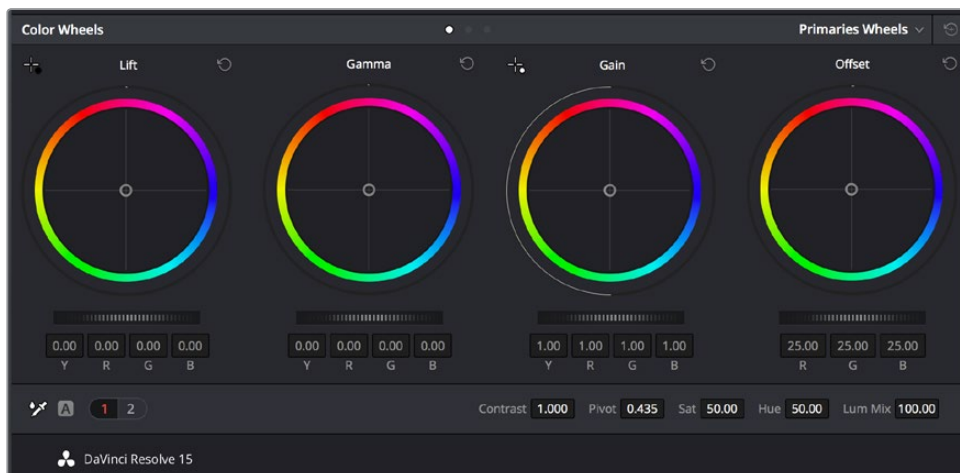 Color Wheels Primaries Wheels
Lift Gamma Gain Offset
0.00 0.00 0.00 0.00 0.00 0.00 0.00 0.00 1.00 1.00 1.00 1.00 25.00 25.00 25.00
Y R G B Y R G B Y R G B R G B
A 1 2 Contrast 1.000 Pivot 0.435 Sat 50.00 Hue 50.00 Lum Mix 100.00
DaVinci Resolve 15